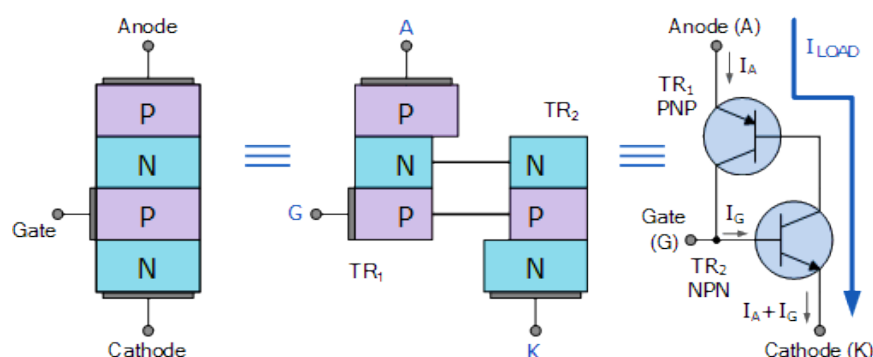 Anode
P
N
P
N
Gate
Cathode
A
P
TR2
N N
G P P
TR1 N
K
Anode (A)
ILOAD
IA
TR1
PNP
Gate
(G)
IG
TR2
NPN
IA+IG
Cathode (K)